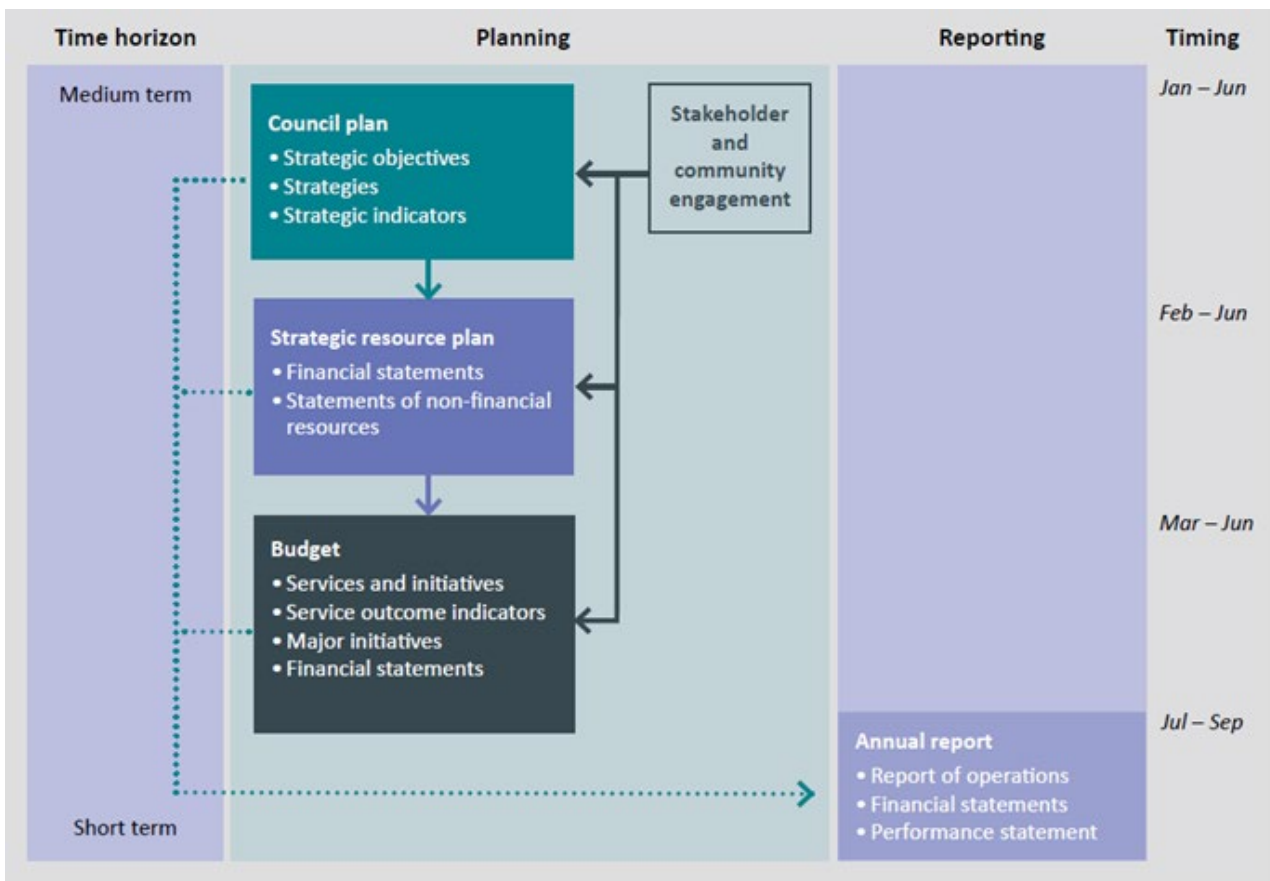 Time horizon
Planning
Reporting
Timing
Medium term
Council plan
• Strategic objectives
• Strategies
• Strategic indicators
Stakeholder
and
community
engagement
Jan – Jun
Strategic resource plan
• Financial statements
• Statements of non-financial
resources
Feb – Jun
Budget
• Services and initiatives
• Service outcome indicators
• Major initiatives
• Financial statements
Mar – Jun
Short term
Annual report
• Report of operations
• Financial statements
• Performance statement
Jul – Sep